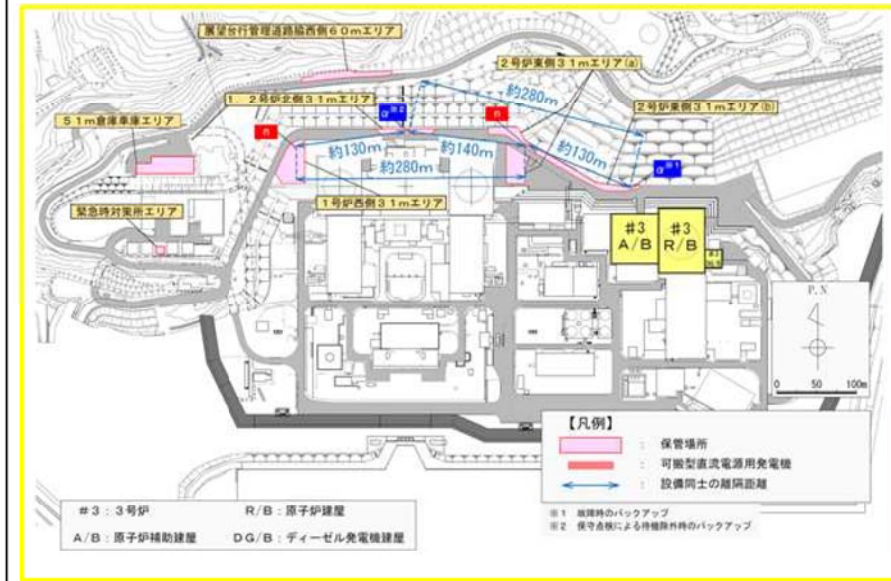 展望台行管理道路脇西側60mエリア
2号炉東側31mエリア(a)
1、2号炉北側31mエリア
α※2
約280m
2号炉東側31mエリア(b)
51m倉庫車庫エリア
n
n
約130m
約140m
約130m
α※1
約280m
緊急時対策所エリア
1号炉西側31mエリア
#3
A/B
#3
R/B
#3
P.N
0 50 100m
【凡例】
: 保管場所
: 可搬型直流電源用発電機
: 設備同士の離隔距離
#3:3号炉
R/B:原子炉建屋
A/B:原子炉補助建屋
DG/B:ディーゼル発電機建屋
※1 故障時のバックアップ
※2 保守点検による待機除外時のバックアップ